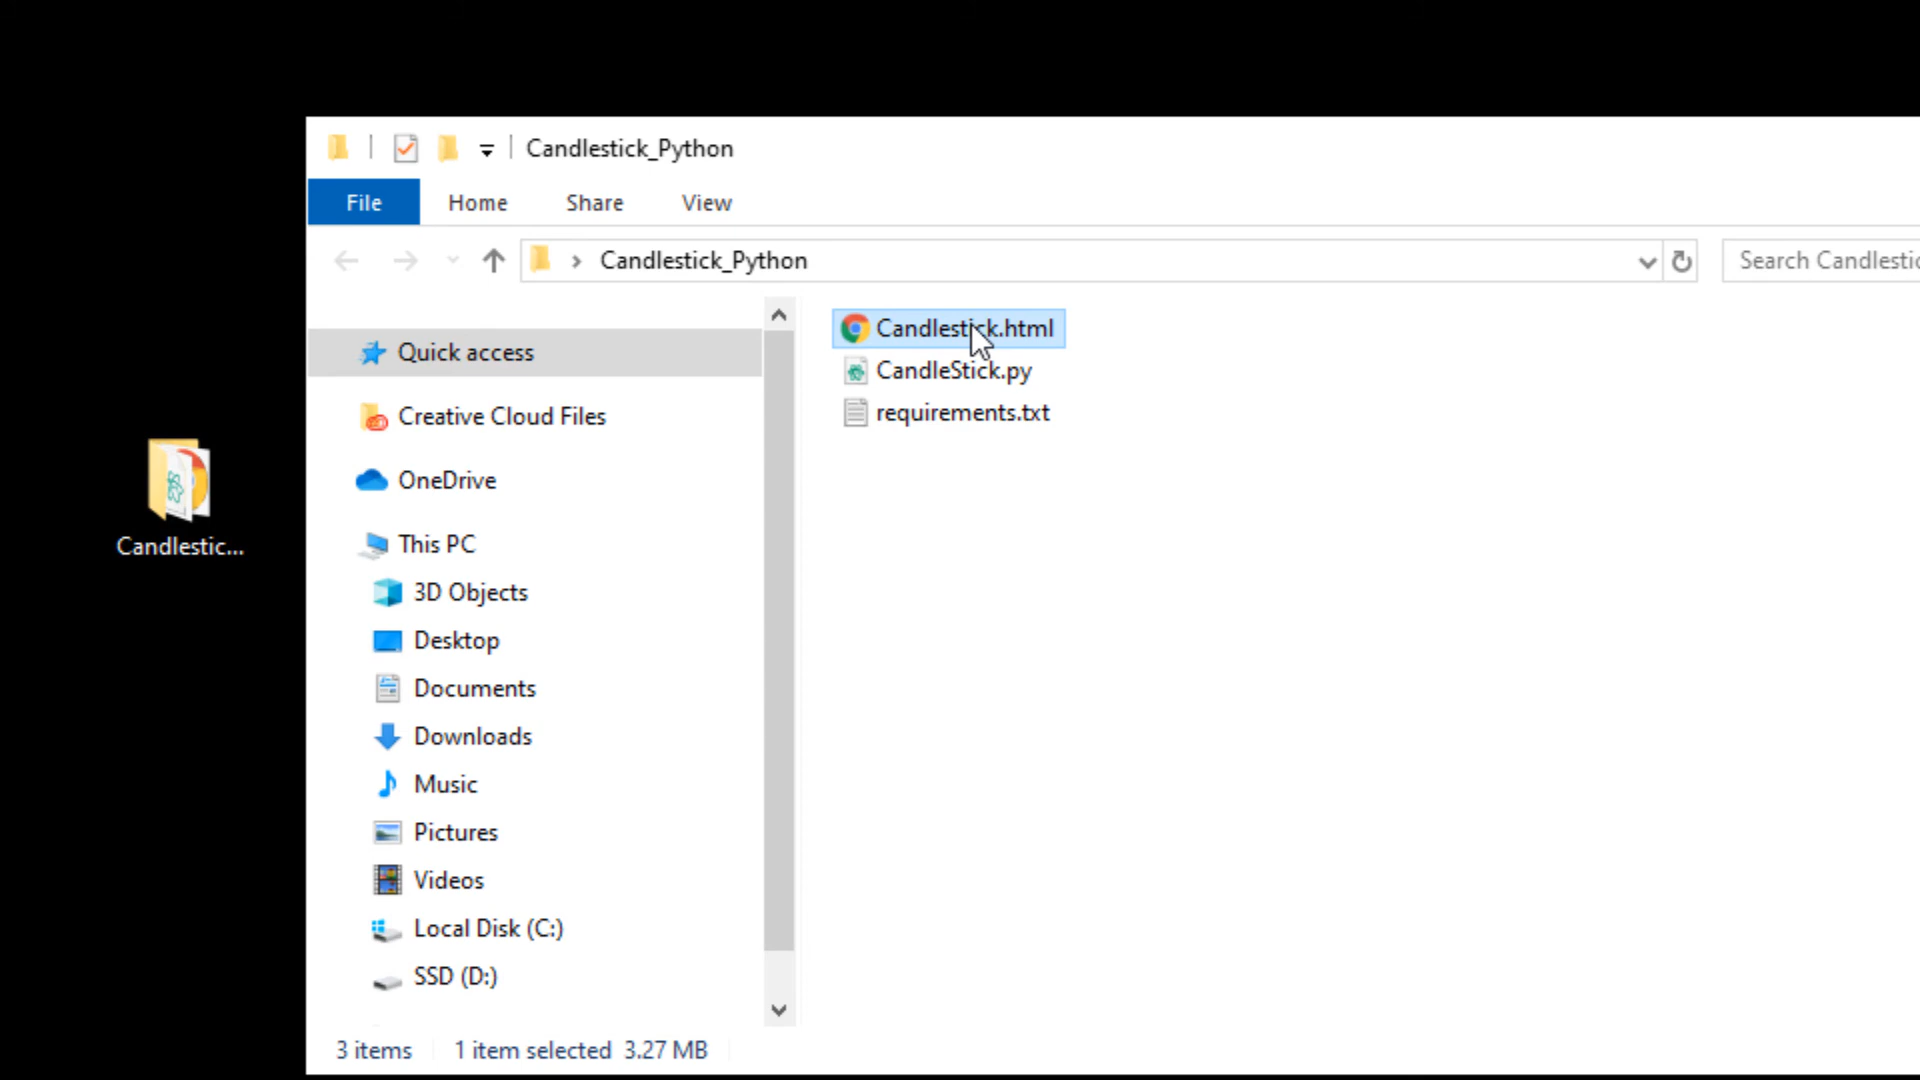 Candlestick_Python
File Home Share View
Candlestick_Python
Search Candlestic
Quick access
Creative Cloud Files
OneDrive
This PC
3D Objects
Desktop
Documents
Downloads
Music
Pictures
Videos
Local Disk (C:)
SSD (D:)
Candlestick.html
CandleStick.py
requirements.txt
Candlestic...
3 items 1 item selected 3.27 MB